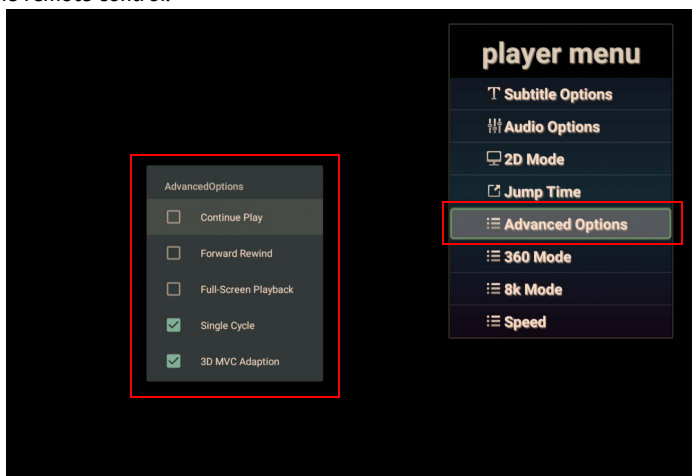 remote control.
player menu
Subtitle Options
Audio Options
2D Mode
Jump Time
Advanced Options
360 Mode
8k Mode
Speed
AdvancedOptions
Continue Play
Forward Rewind
Full-Screen Playback
Single Cycle
3D MVC Adaption